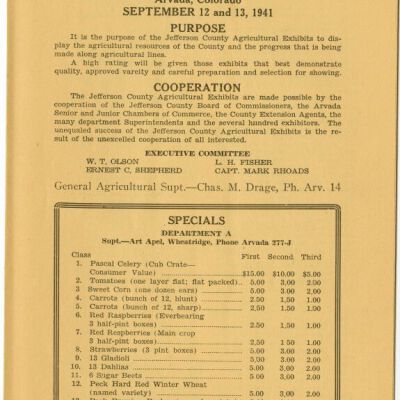 Arvada, Colorado
SEPTEMBER 12 and 13, 1941
PURPOSE
It is the purpose of the Jefferson County Agricultural Exhibits to dis-
play the agricultural resources of the County and the progress that is being
made along agricultural lines.
A high rating will be given those exhibits that best demonstrate
quality, approved varity and careful preparation and selection for showing.
COOPERATION
The Jefferson County Agricultural Exhibits are made possible by the
cooperation of the Jefferson County Board of Commissioners, the Arvada
Senior and Junior Chambers of Commerce, the County Extension Agents, the
many department Superintendents and the several hundred exhibitors. The
unequaled success of the Jefferson County Agricultural Exhibits is the re-
sult of the unexcelled cooperation of all interested.
EXECUTIVE COMMITTEE
W. T. OLSON L. H. FISHER
ERNEST C. SHEPHERD CAPT. MARK RHOADS
General Agricultural Supt.—Chas. M. Drage, Ph. Arv. 14
SPECIALS
DEPARTMENT A
Supt.—Art Apel, Wheatridge, Phone Arvada 277-J
Class First Second Third
1. Pascal Celery (Cub Crate—
Consumer Value) $15.00 $10.00 $5.00
2. Tomatoes (one layer flat; flat packed) 5.00 3.00 2.00
3 Sweet Corn (one dozen ears) 5.00 3.00 2.00
4. Carrots (bunch of 12, blunt) 2.50 1.50 1.00
5. Carrots (bunch of 12, sharp) 2.50 1.50 1.00
6. Red Raspberries (Everbearing
3 half-pint boxes) 2.50 1.50 1.00
7. Red Raspberries (Main crop
3 half-pint boxes) 2.50 1 50 1.00
8. Strawberries (3 pint boxes) 5.00 3.00 2.00
9. 13 Gladioli 5.00 3.00 2.00
10. 13 Dahlias 5.00 3.00 2.00
11. 6 Sugar Beets 5.00 3.00 2.00
12. Peck Hard Red Winter Wheat
(named variety) 5.00 3.00 2.00